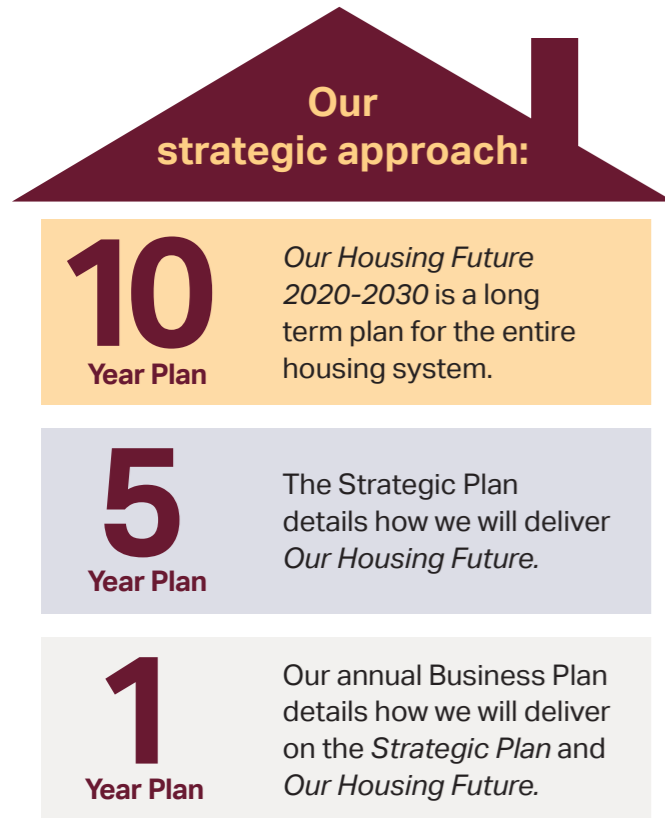 Our
strategic approach:
10
Year Plan
Our Housing Future
2020-2030 is a long
term plan for the entire
housing system.
5
Year Plan
The Strategic Plan
details how we will deliver
Our Housing Future.
1
Year Plan
Our annual Business Plan
details how we will deliver
on the Strategic Plan and
Our Housing Future.